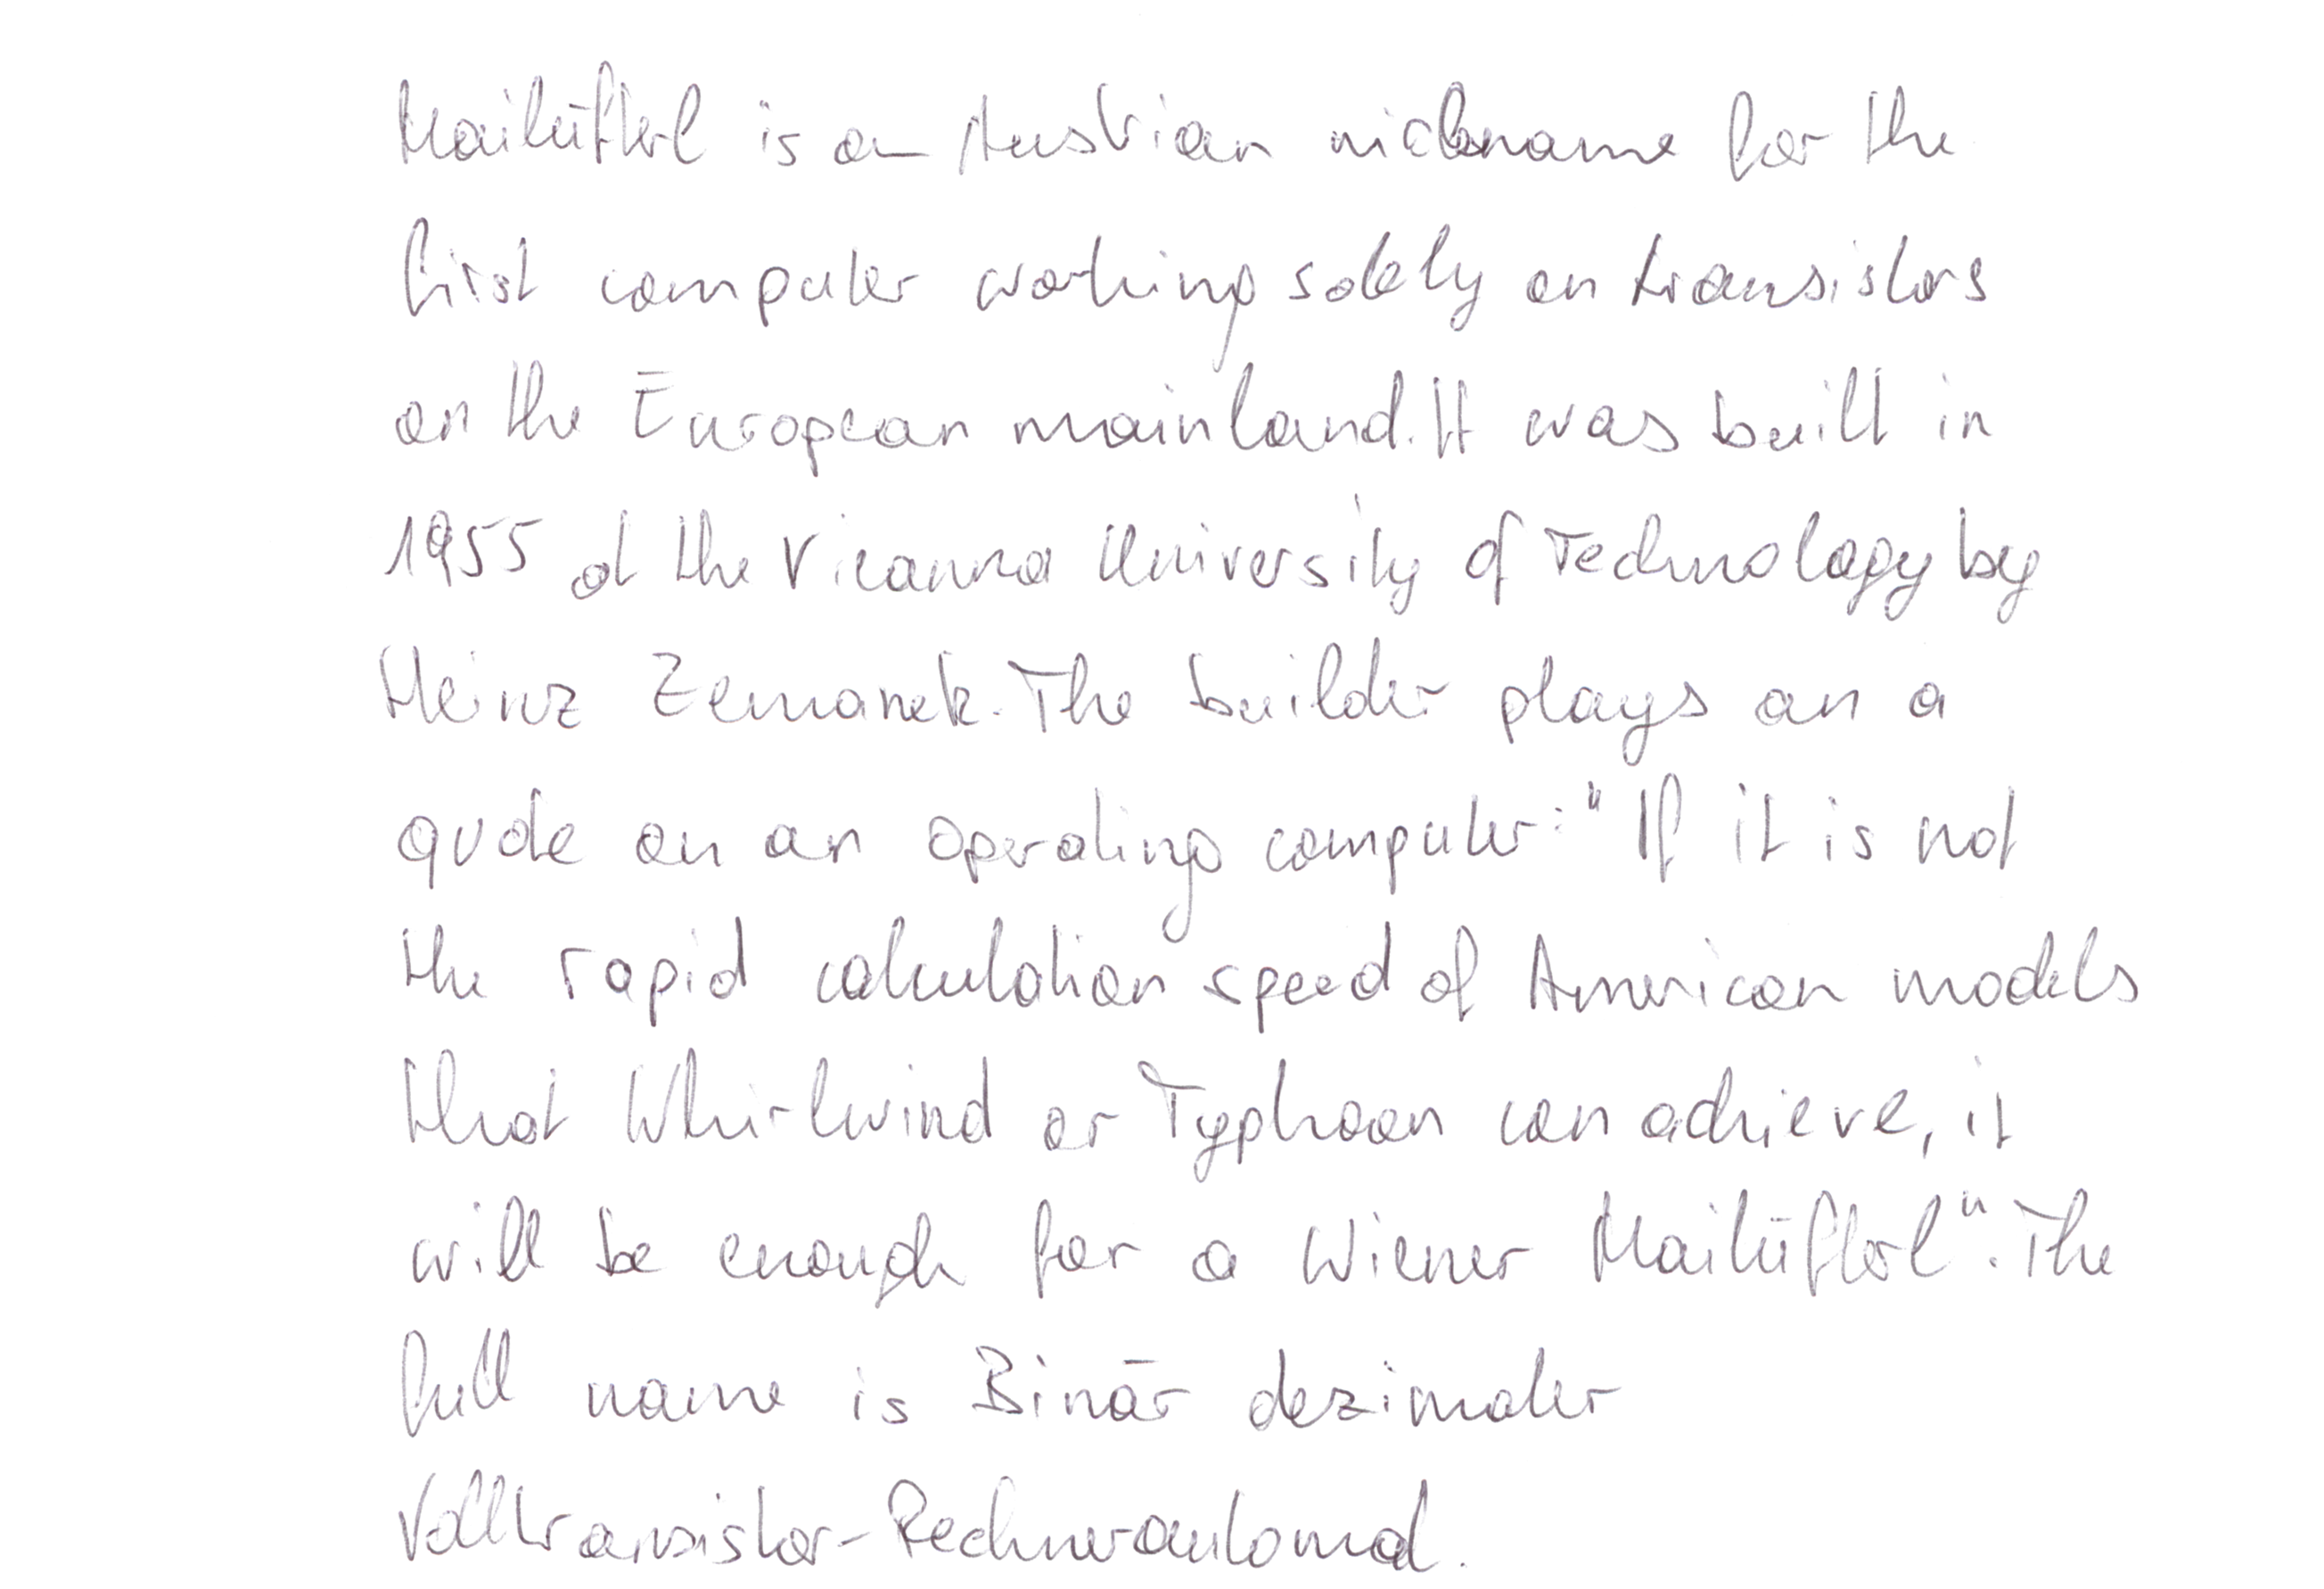 Mailüfterl is an Austrian nickname for the
first computer working solely on transistors
on the European mainland. It was built in
1955 at the Vieanna University of Technology by
Heinz Zemanek. The builder plays on a
quote on an operating computer: "If it is not
the rapid calculation speed of American models
that Whirlwind or Typhoon can achieve, it
will be enough for a Wiener Mailüfterl". The
full name is Binär dezimaler
Volltransistor-Rechenautomat.